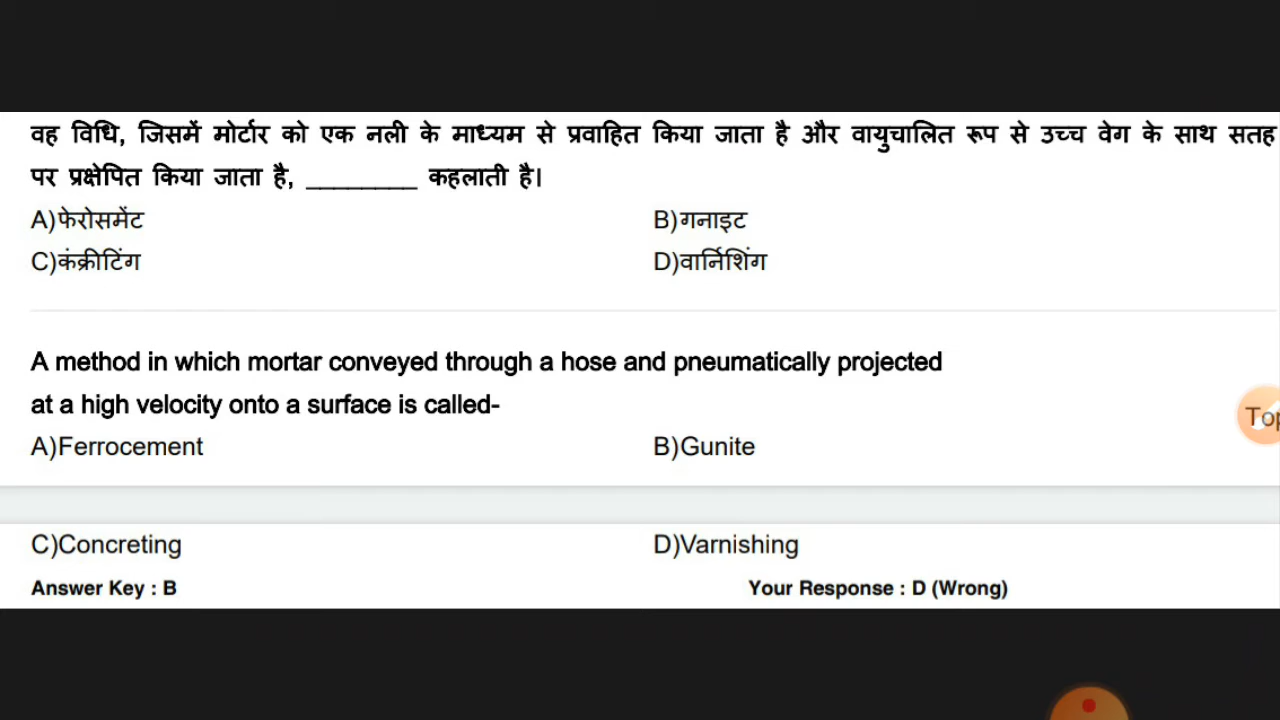 वह विधि, जिसमें मोर्टार को एक नली के माध्यम से प्रवाहित किया जाता है और वायुचालित रूप से उच्च वेग के साथ सतह
पर प्रक्षेपित किया जाता है, ________ कहलाती है।
A)फेरोसमेंट B)गनाइट
C)कंक्रीटिंग D)वार्निशिंग
A method in which mortar conveyed through a hose and pneumatically projected
at a high velocity onto a surface is called-
Top
A)Ferrocement B)Gunite
C)Concreting D)Varnishing
Answer Key : B Your Response : D (Wrong)